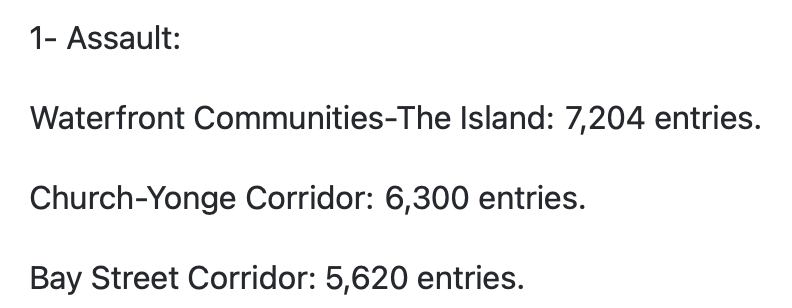 1- Assault:
Waterfront Communities-The Island: 7,204 entries.
Church-Yonge Corridor: 6,300 entries.
Bay Street Corridor: 5,620 entries.